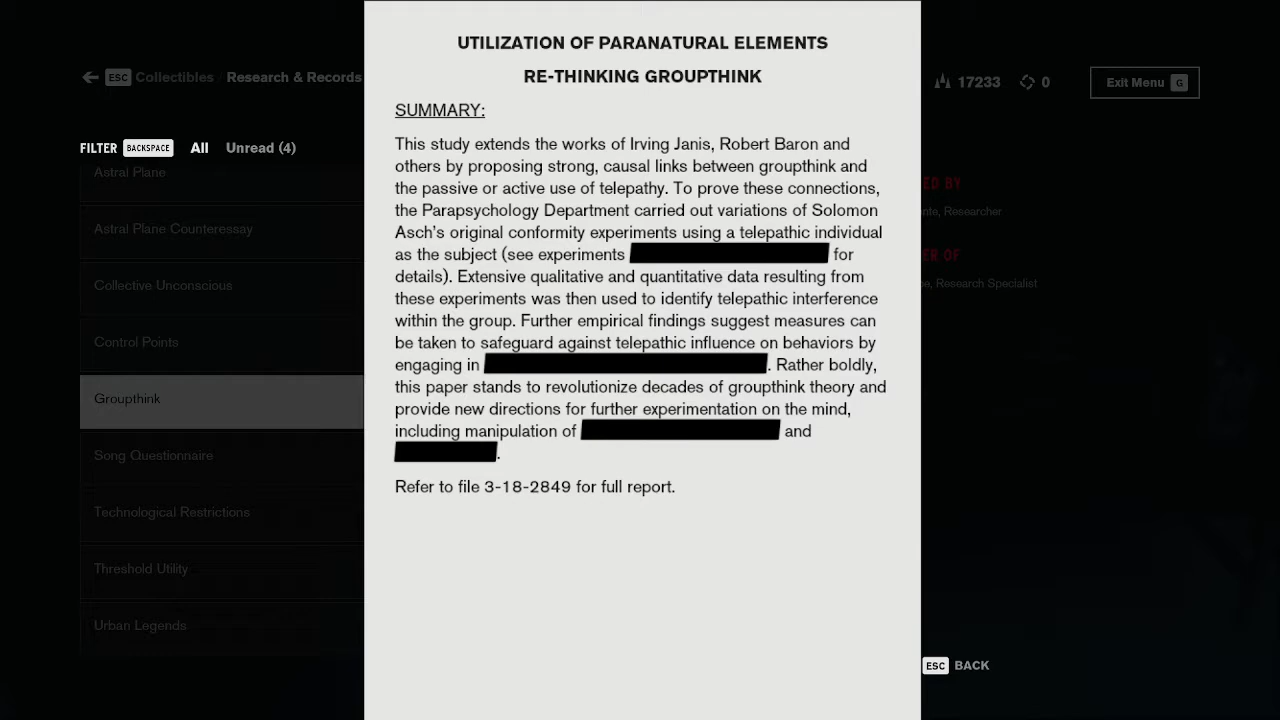 UTILIZATION OF PARANATURAL ELEMENTS
RE-THINKING GROUPTHINK
SUMMARY:
This study extends the works of Irving Janis, Robert Baron and
others by proposing strong, causal links between groupthink and
the passive or active use of telepathy. To prove these connections,
the Parapsychology Department carried out variations of Solomon
Asch's original conformity experiments using a telepathic individual
as the subject (see experiments for
details). Extensive qualitative and quantitative data resulting from
these experiments was then used to identify telepathic interference
within the group. Further empirical findings suggest measures can
be taken to safeguard against telepathic influence on behaviors by
engaging in . Rather boldly,
this paper stands to revolutionize decades of groupthink theory and
provide new directions for further experimentation on the mind,
including manipulation of and
.
Refer to file 3-18-2849 for full report.
ESC Collectibles / Research & Records
17233 0
Exit Menu G
FILTER BACKSPACE All Unread (4)
Astral Plane
Astral Plane Counteressay
Collective Unconscious
Control Points
Groupthink
Song Questionnaire
Technological Restrictions
Threshold Utility
Urban Legends
BY
Researcher
OF
Research Specialist
ESC BACK